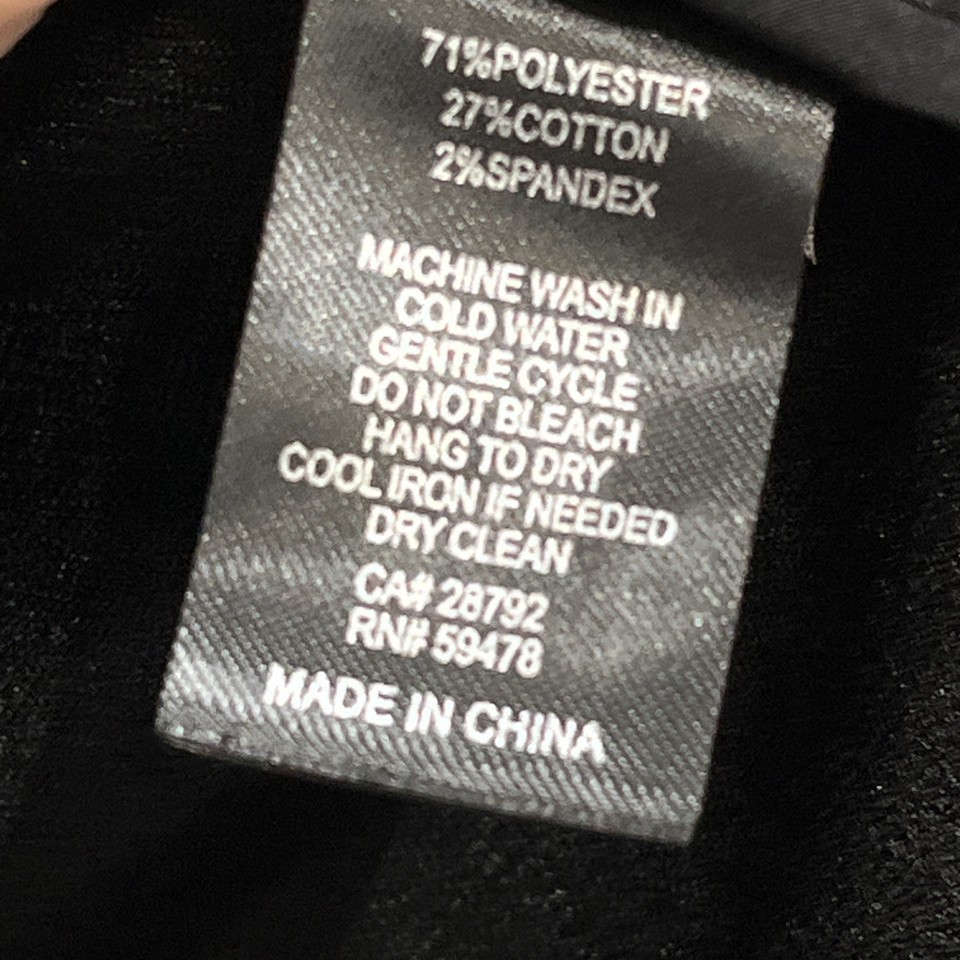 71%POLYESTER
27%COTTON
2%SPANDEX
MACHINE WASH IN
COLD WATER
GENTLE CYCLE
DO NOT BLEACH
HANG TO DRY
COOL IRON IF NEEDED
DRY CLEAN
CA# 28792
RN# 59478
MADE IN CHINA